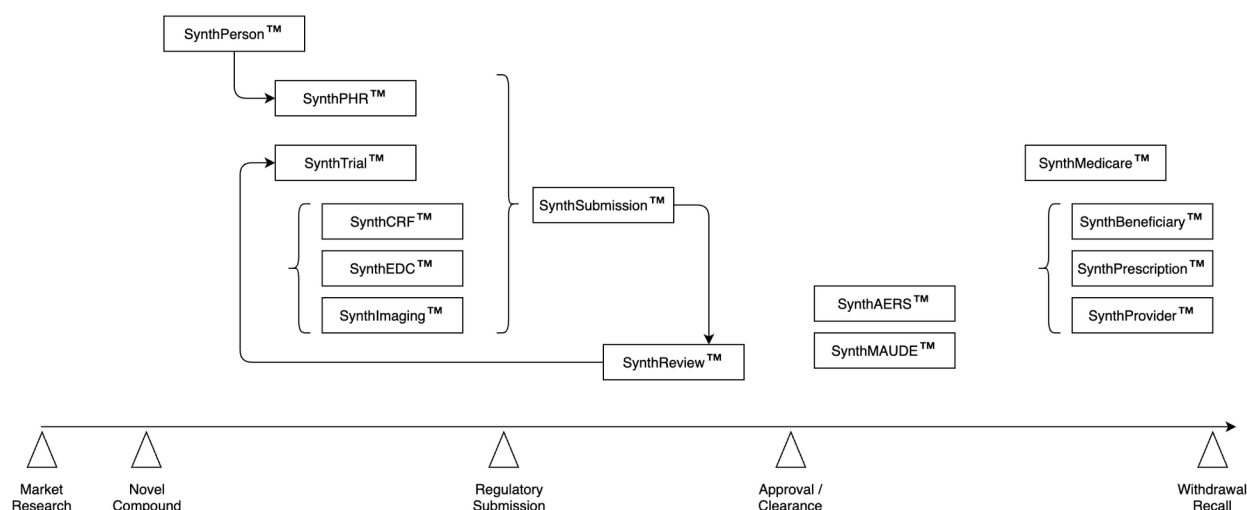 SynthPerson™
SynthPHR™
SynthTrial™
SynthMedicare™
SynthSubmission™
SynthCRF™
SynthBeneficiary™
SynthEDC™
SynthPrescription™
SynthImaging™
SynthAERS™
SynthProvider™
SynthMAUDE™
SynthReview™
Market
Research
Novel
Compound
Regulatory
Submission
Approval /
Clearance
Withdrawal
Recall